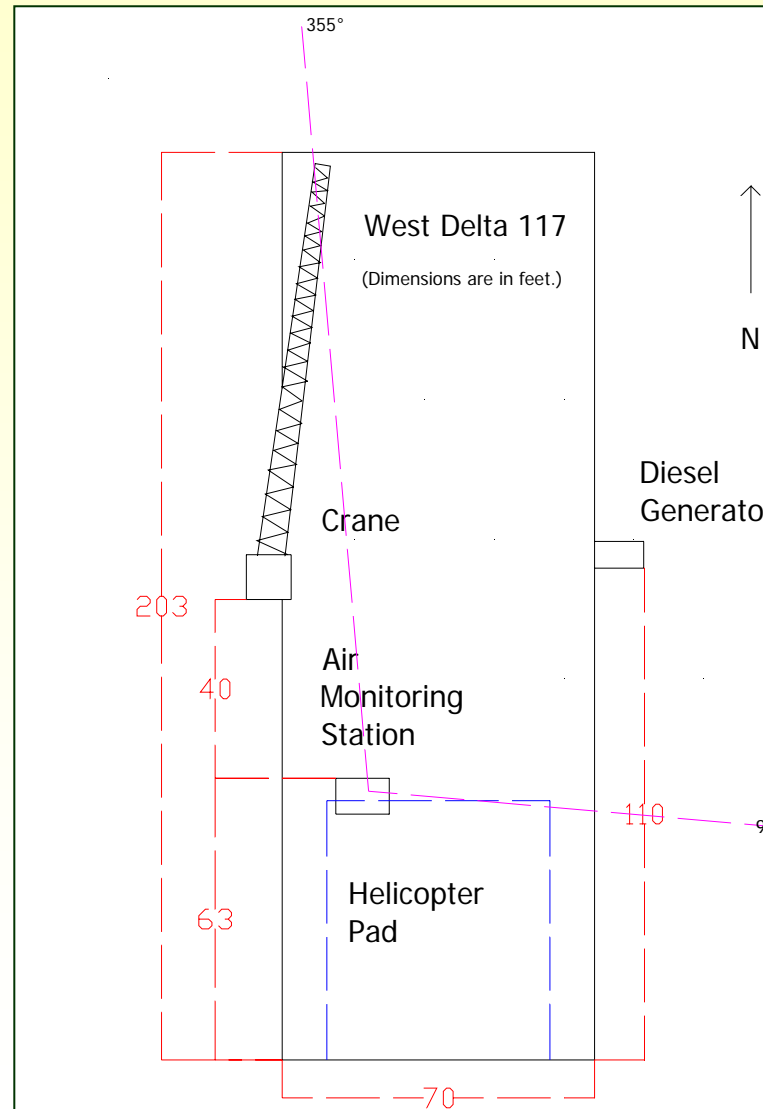 355°
West Delta 117
(Dimensions are in feet.)
N
Diesel
Generato
Crane
203
Air
Monitoring
Station
40
110
9
Helicopter
Pad
63
70